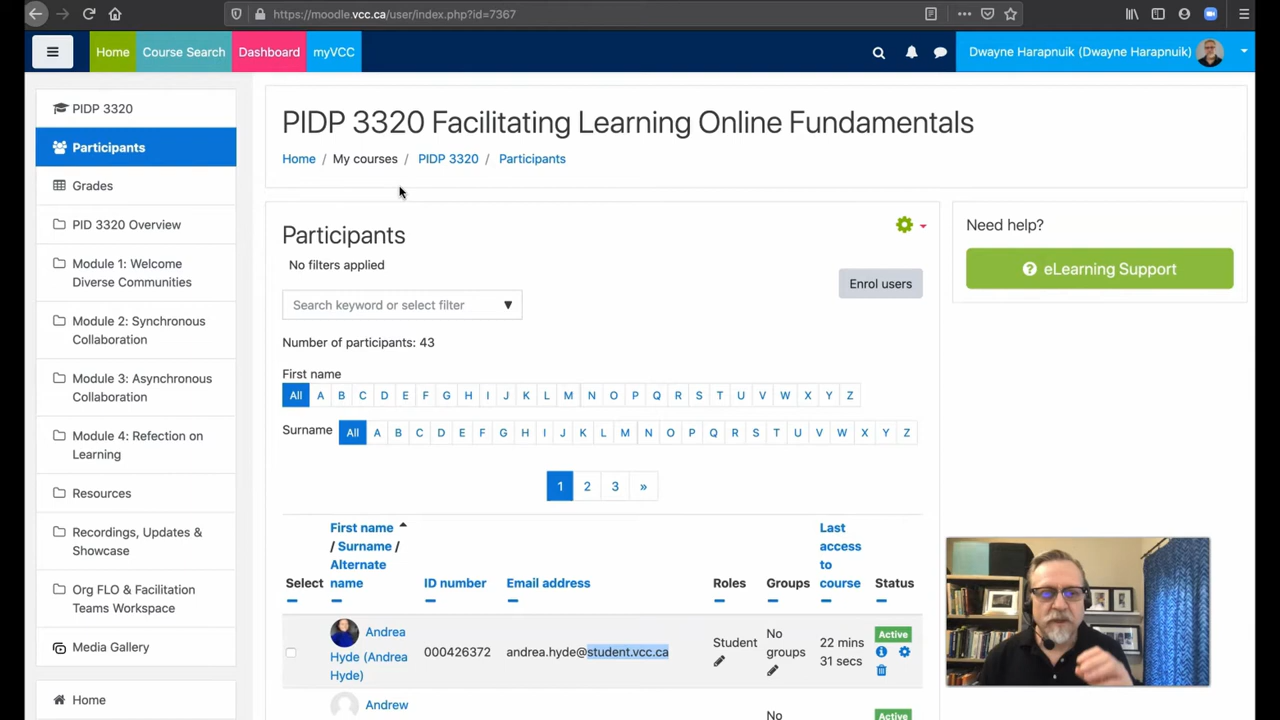 https://moodle.vcc.ca/user/index.php?id=7367
Home
Course Search
Dashboard
myVCC
Dwayne Harapnuik (Dwayne Harapnuik)
PIDP 3320
Participants
Grades
PID 3320 Overview
Module 1: Welcome
Diverse Communities
Module 2: Synchronous
Collaboration
Module 3: Asynchronous
Collaboration
Module 4: Refection on
Learning
Resources
Recordings, Updates &
Showcase
Org FLO & Facilitation
Teams Workspace
Media Gallery
Home
PIDP 3320 Facilitating Learning Online Fundamentals
Home / My courses / PIDP 3320 / Participants
Participants
No filters applied
Enrol users
Search keyword or select filter ▼
Number of participants: 43
First name
All A B C D E F G H I J K L M N O P Q R S T U V W X Y Z
Surname All A B C D E F G H I J K L M N O P Q R S T U V W X Y Z
1 2 3 »
Select
First name
/ Surname /
Alternate
name
ID number
Email address
Roles
Groups
Last
access
to
course
Status
Andrea
Hyde (Andrea
Hyde)
000426372
andrea.hyde@student.vcc.ca
Student
No
groups
22 mins
31 secs
Active
Andrew
No
Active
Need help?
eLearning Support